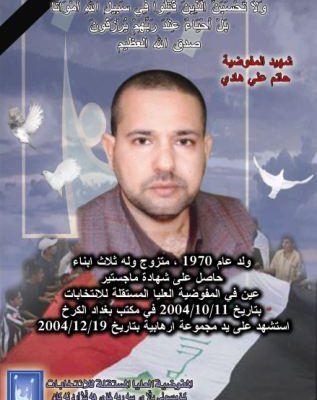 ولا تحسبن الذين قتلوا في سبيل الله أمواتا
بل أحياء عند ربهم يرزقون
صدق الله العظيم
شهيد المفوضية
حاتم علي هادي
ولد عام 1970 ، متزوج وله ثلاث ابناء
حاصل على شهادة ماجستير
عين في المفوضية العليا المستقلة للانتخابات
بتاريخ 2004/10/11 في مكتب بغداد الكرخ
استشهد على يد مجموعة ارهابية بتاريخ 2004/12/19
المفوضية العليا المستقلة للانتخابات